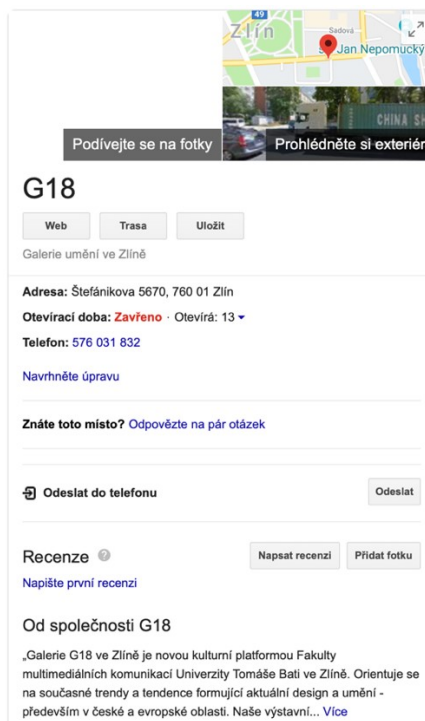 49
Zlín
Sadová
Jan Nepomucký
CHINA SH
Podívejte se na fotky
Prohlédněte si exteriér
G18
Web
Trasa
Uložit
Galerie umění ve Zlíně
Adresa: Štefánikova 5670, 760 01 Zlín
Otevírací doba: Zavřeno · Otevírá: 13
Telefon: 576 031 832
Navrhněte úpravu
Znáte toto místo? Odpovězte na pár otázek
Odeslat do telefonu
Odeslat
Recenze ?
Napsat recenzi
Přidat fotku
Napište první recenzi
Od společnosti G18
„Galerie G18 ve Zlíně je novou kulturní platformou Fakulty
multimediálních komunikací Univerzity Tomáše Bati ve Zlíně. Orientuje se
na současné trendy a tendence formující aktuální design a umění -
především v české a evropské oblasti. Naše výstavní... Více